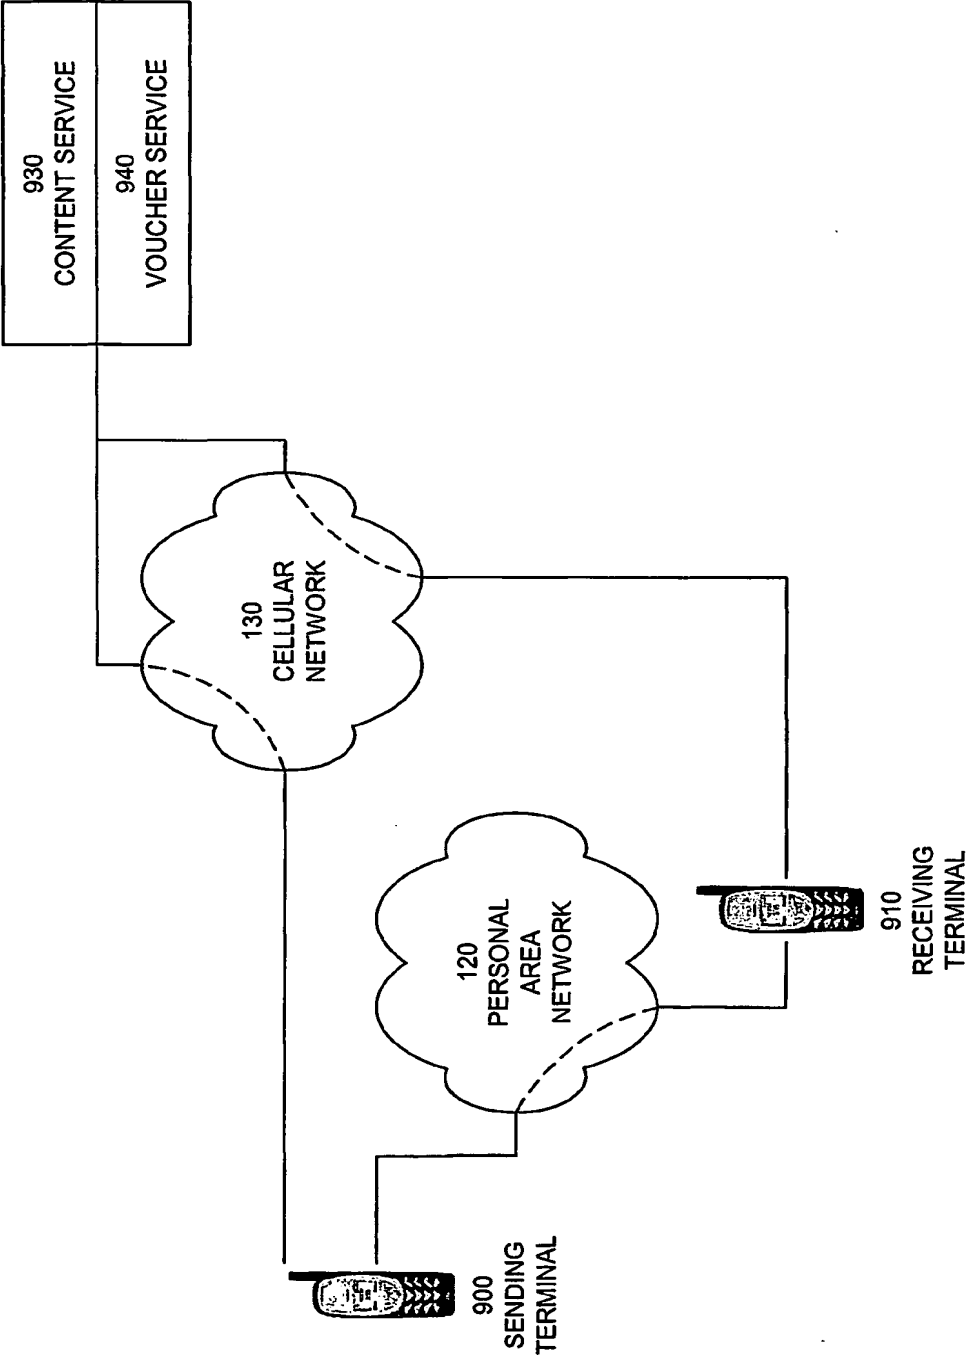 930
CONTENT SERVICE
940
VOUCHER SERVICE
130
CELLULAR
NETWORK
120
PERSONAL
AREA
NETWORK
910
RECEIVING
TERMINAL
900
SENDING
TERMINAL